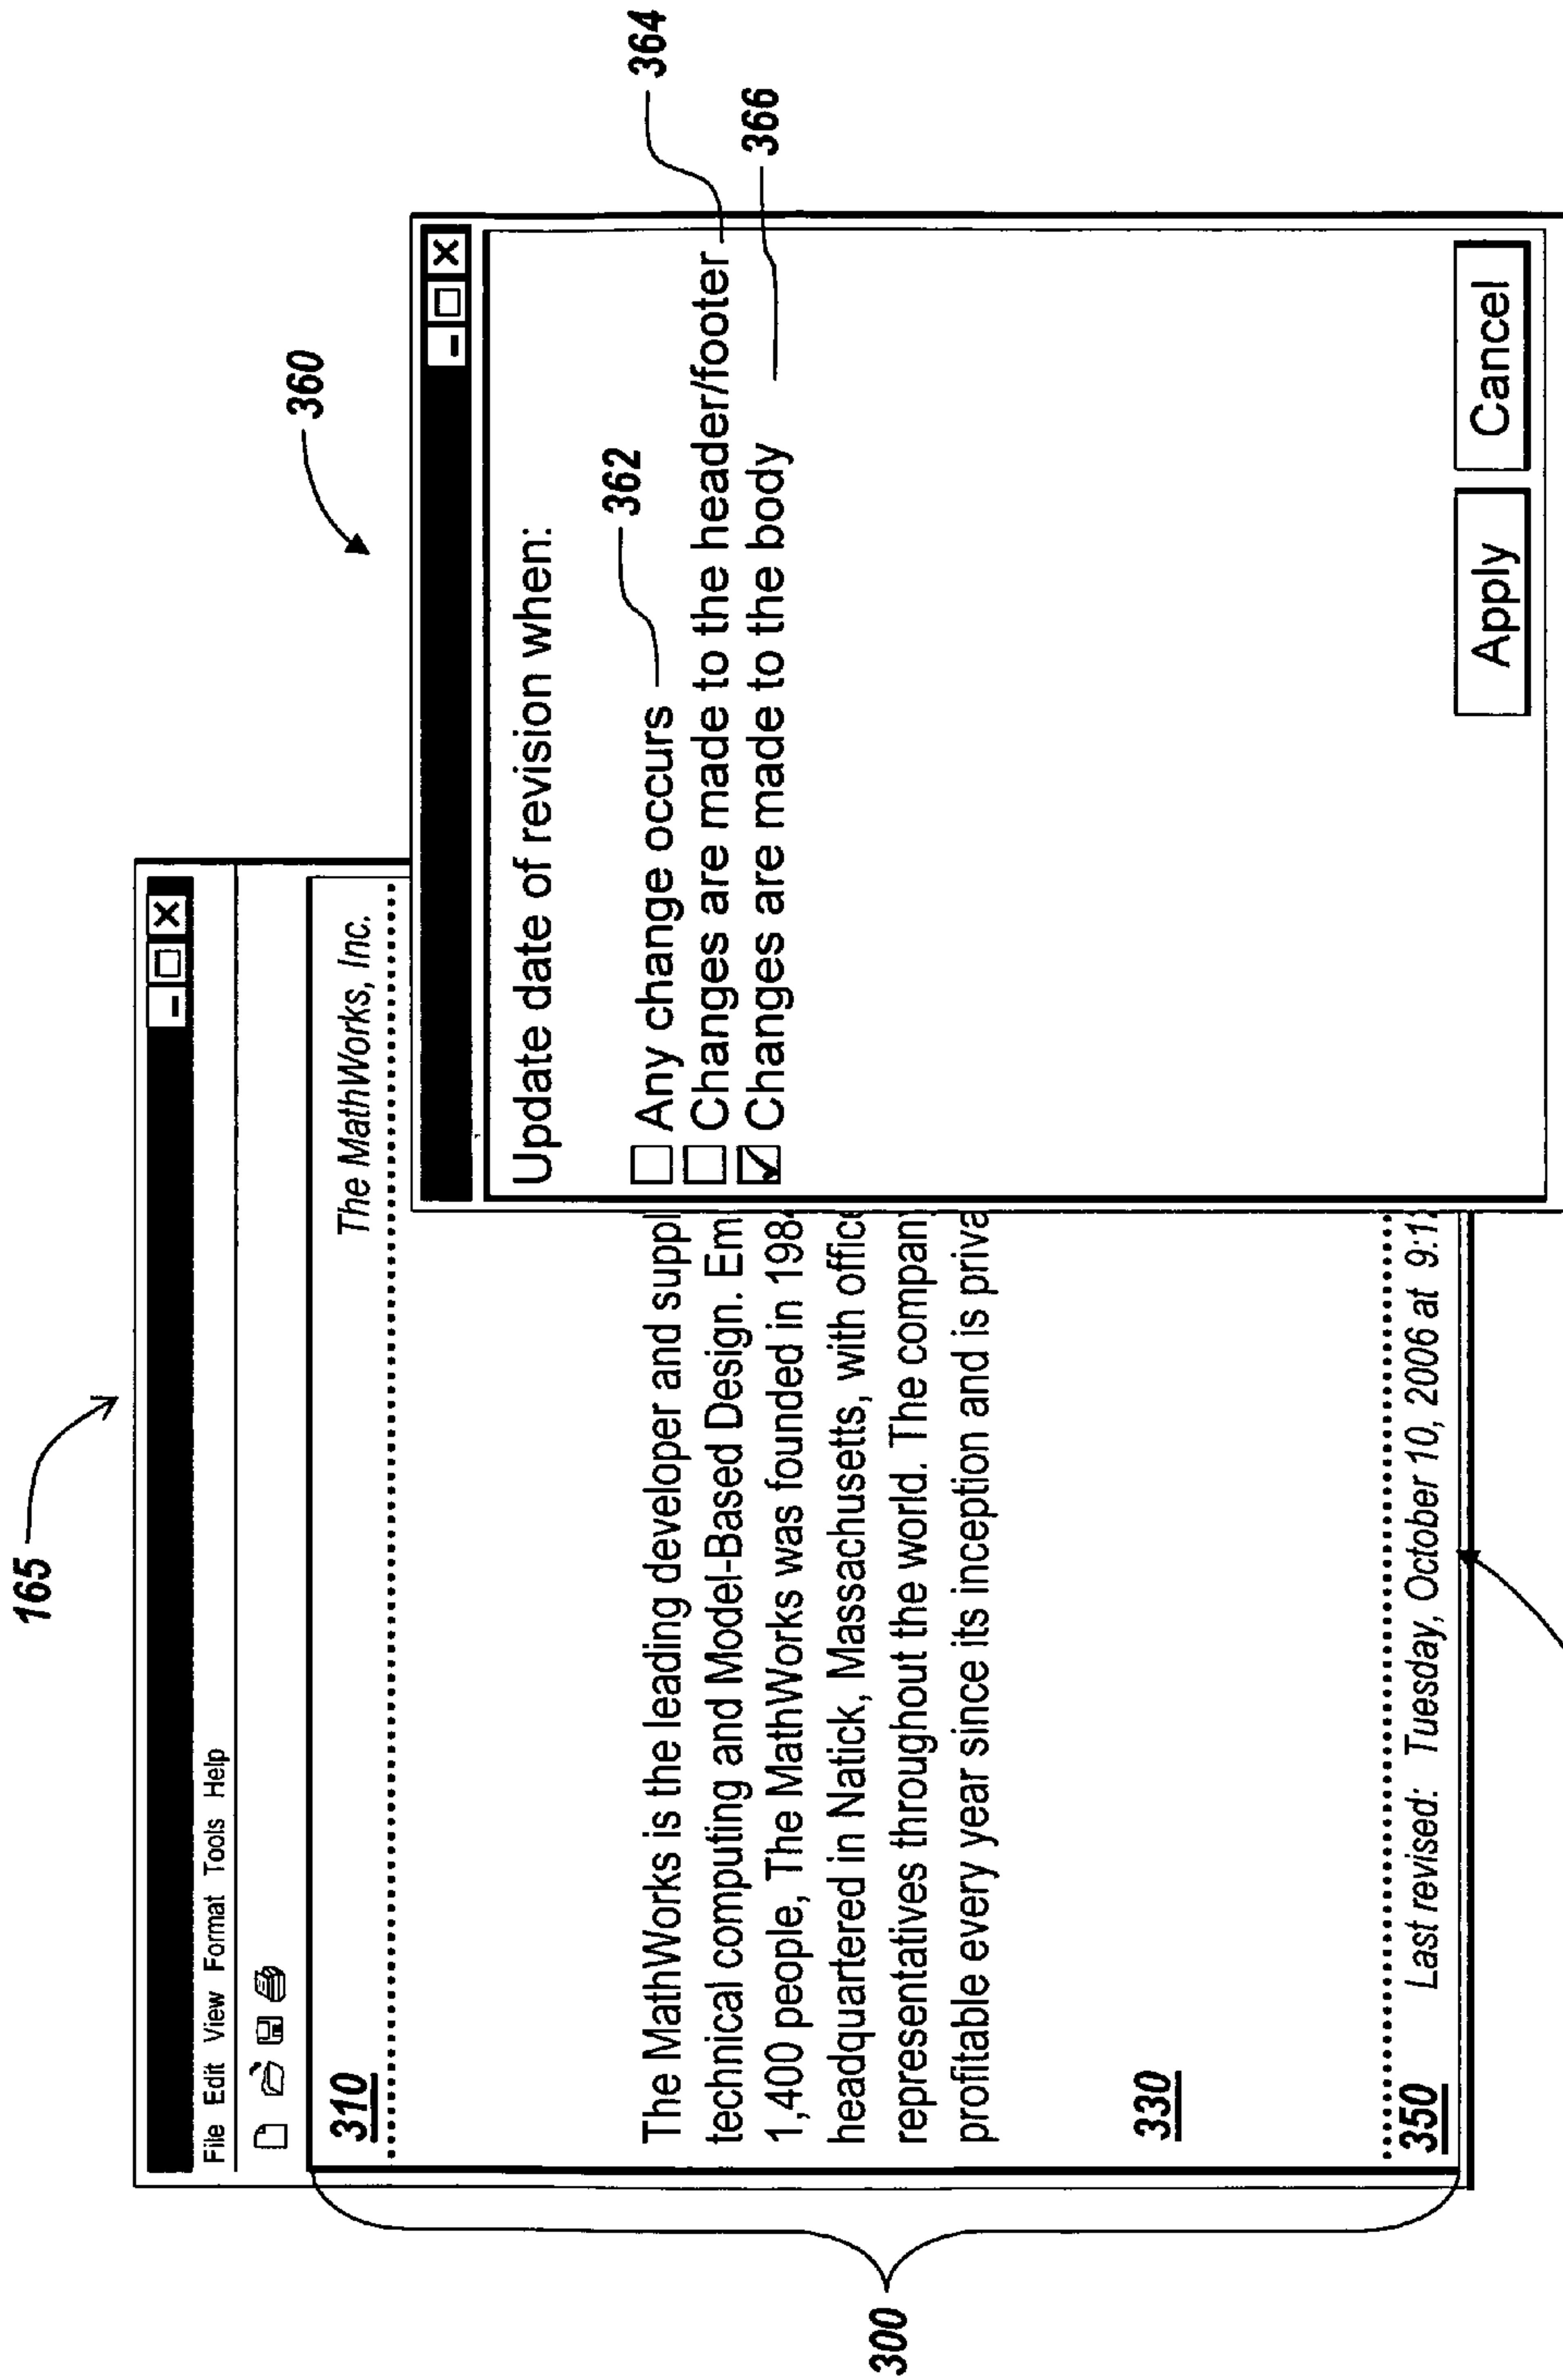 165
File Edit View Format Tools Help
310
The MathWorks, Inc.
The MathWorks is the leading developer and suppl
technical computing and Model-Based Design. Em
1,400 people, The MathWorks was founded in 198
headquartered in Natick, Massachusetts, with offic
representatives throughout the world. The compan
profitable every year since its inception and is priva
330
350
Last revised: Tuesday, October 10, 2006 at 9:1
300
360
Update date of revision when:
Any change occurs
362
Changes are made to the header/footer
364
Changes are made to the body
366
Apply
Cancel